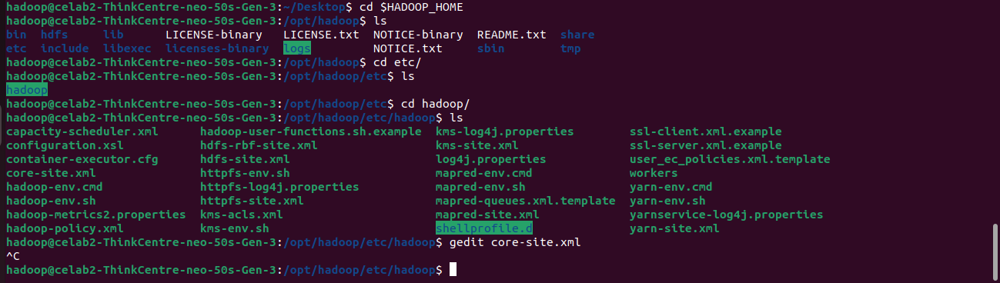 hadoop@celab2-ThinkCentre-neo-50s-Gen-3:~/Desktop$ cd $HADOOP_HOME
hadoop@celab2-ThinkCentre-neo-50s-Gen-3:/opt/hadoop$ ls
bin hdfs lib LICENSE-binary LICENSE.txt NOTICE-binary README.txt share
etc include libexec licenses-binary logs NOTICE.txt sbin tmp
hadoop@celab2-ThinkCentre-neo-50s-Gen-3:/opt/hadoop$ cd etc/
hadoop@celab2-ThinkCentre-neo-50s-Gen-3:/opt/hadoop/etc$ ls
hadoop
hadoop@celab2-ThinkCentre-neo-50s-Gen-3:/opt/hadoop/etc$ cd hadoop/
hadoop@celab2-ThinkCentre-neo-50s-Gen-3:/opt/hadoop/etc/hadoop$ ls
capacity-scheduler.xml hadoop-user-functions.sh.example kms-log4j.properties ssl-client.xml.example
configuration.xsl hdfs-rbf-site.xml kms-site.xml ssl-server.xml.example
container-executor.cfg hdfs-site.xml log4j.properties user_ec_policies.xml.template
core-site.xml httpfs-env.sh mapred-env.cmd workers
hadoop-env.cmd httpfs-log4j.properties mapred-env.sh yarn-env.cmd
hadoop-env.sh httpfs-site.xml mapred-queues.xml.template yarn-env.sh
hadoop-metrics2.properties kms-acls.xml mapred-site.xml yarnservice-log4j.properties
hadoop-policy.xml kms-env.sh shellprofile.d yarn-site.xml
hadoop@celab2-ThinkCentre-neo-50s-Gen-3:/opt/hadoop/etc/hadoop$ gedit core-site.xml
^C
hadoop@celab2-ThinkCentre-neo-50s-Gen-3:/opt/hadoop/etc/hadoop$